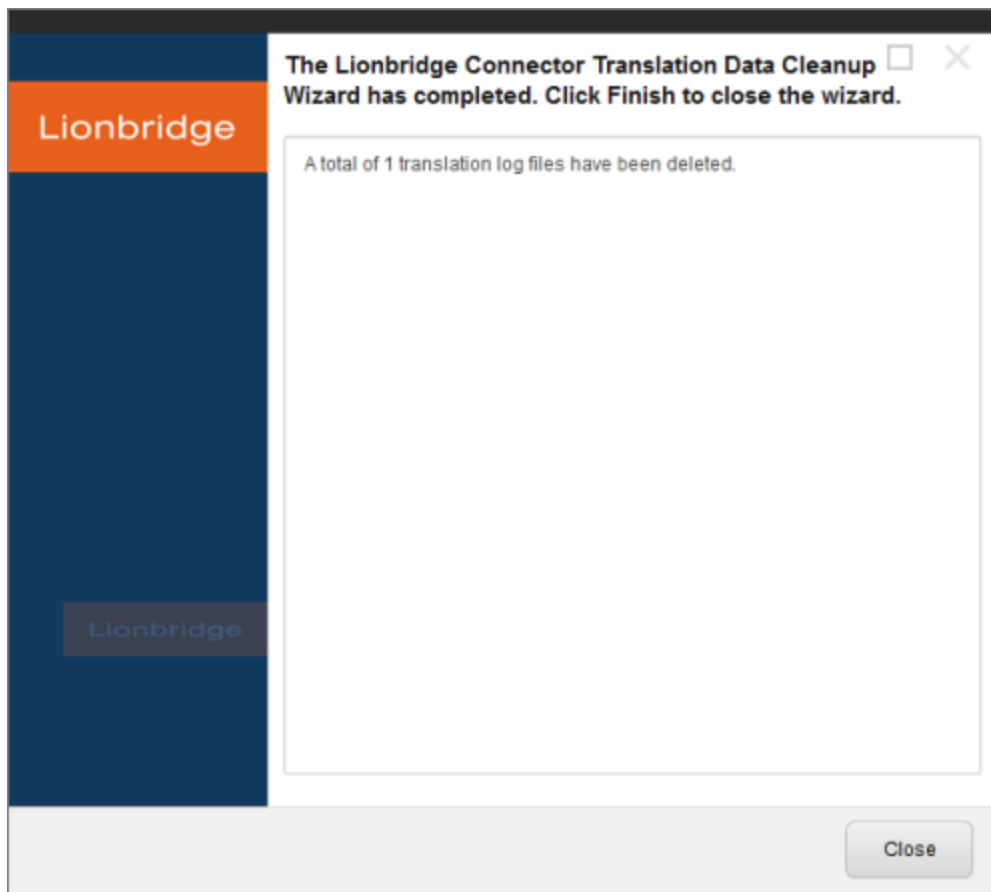 The Lionbridge Connector Translation Data Cleanup
Wizard has completed. Click Finish to close the wizard.
Lionbridge
A total of 1 translation log files have been deleted.
Lionbridge
Close